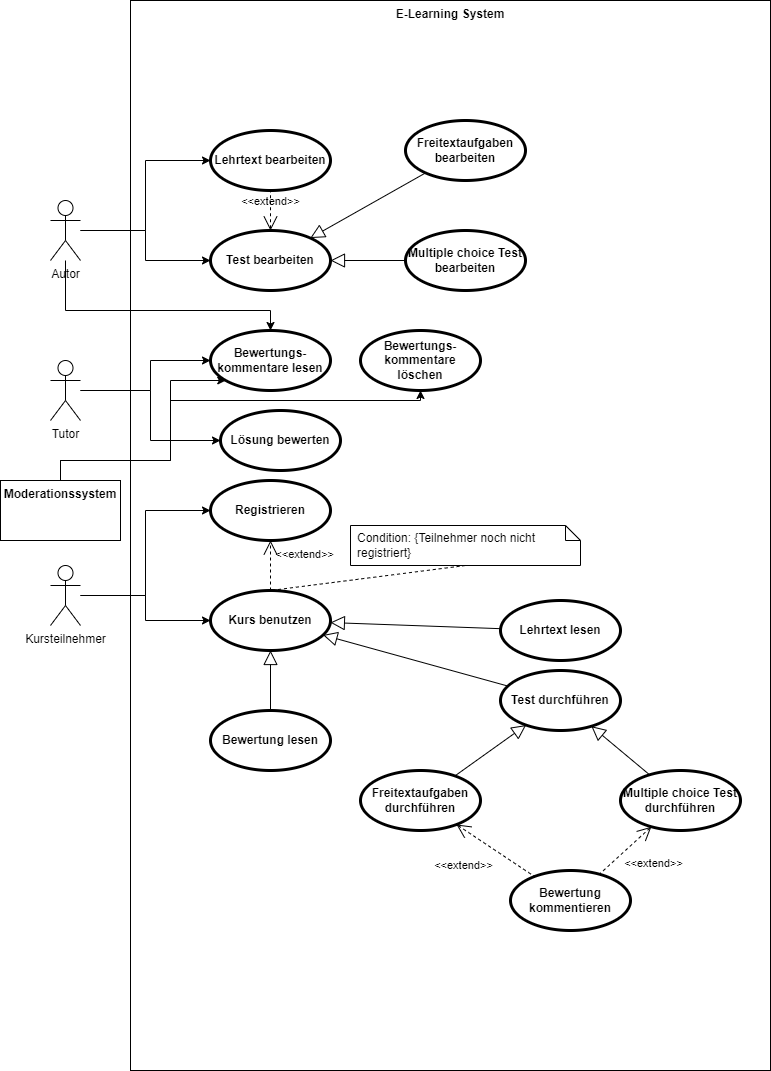 E-Learning System
Freitextaufgaben
bearbeiten
Lehrtext bearbeiten
<<extend>>
Autor
Test bearbeiten
Multiple choice Test
bearbeiten
Bewertungs-
kommentare lesen
Bewertungs-
kommentare
löschen
Tutor
Lösung bewerten
Moderationssystem
Registrieren
Condition: {Teilnehmer noch nicht
registriert}
<<extend>>
Kursteilnehmer
Kurs benutzen
Lehrtext lesen
Test durchführen
Bewertung lesen
Freitextaufgaben
durchführen
Multiple choice Test
durchführen
<<extend>>
<<extend>>
Bewertung
kommentieren